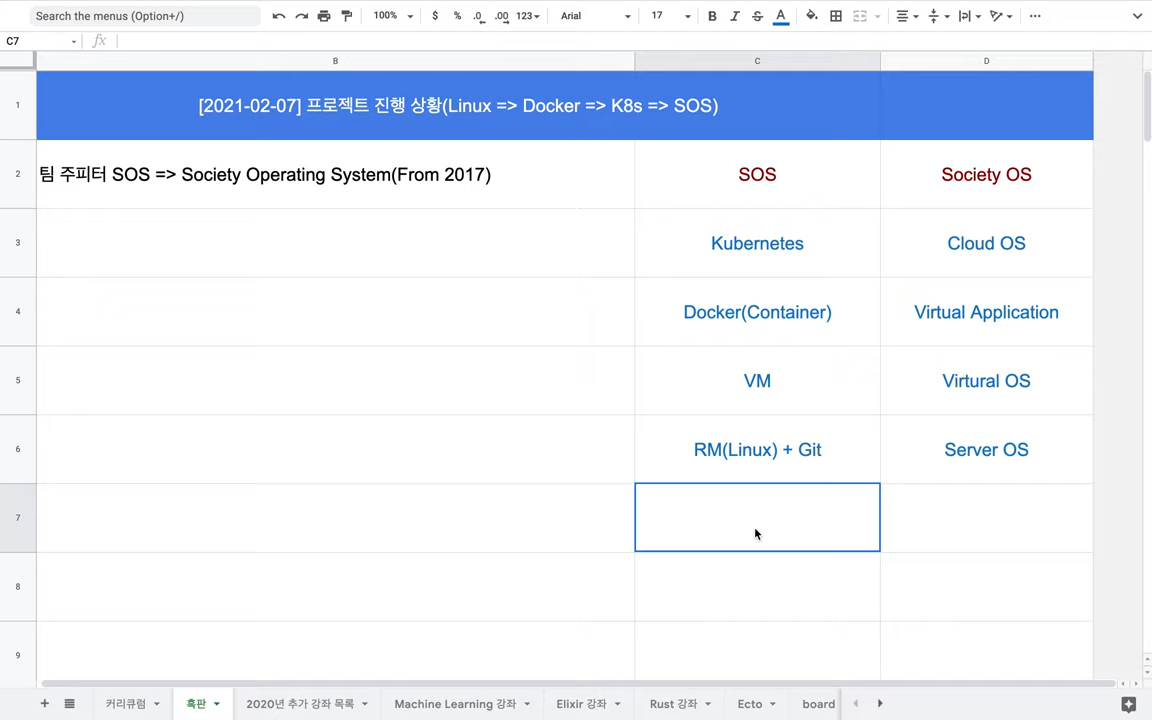 Search the menus (Option+/)
100%
$
%
.0
.00
123
Arial
17
B
I
S
A
C7
fx
B
C
D
1
[2021-02-07] 프로젝트 진행 상황(Linux => Docker => K8s => SOS)
2
팀 주피터 SOS => Society Operating System(From 2017)
SOS
Society OS
3
Kubernetes
Cloud OS
4
Docker(Container)
Virtual Application
5
VM
Virtural OS
6
RM(Linux) + Git
Server OS
7
8
9
커리큘럼
흑판
2020년 추가 강좌 목록
Machine Learning 강좌
Elixir 강좌
Rust 강좌
Ecto
board